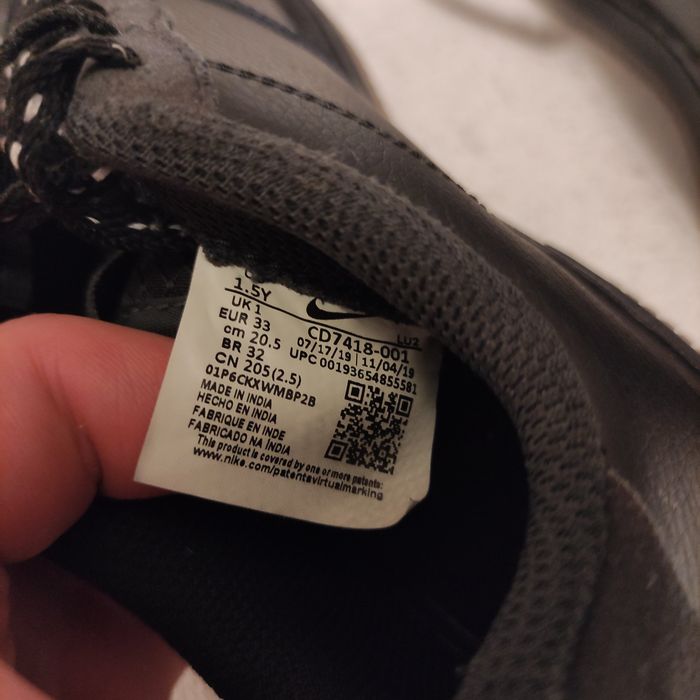 1.5Y
UK 1
EUR 33
cm 20.5
BR 32
CN 205 (2.5)
01P6CKXWMBP2B
CD7418-001 LU2
07/17/19 | 11/04/19
UPC 00193654855581
MADE IN INDIA
HECHO EN INDIA
FABRIQUE EN INDE
FABRICADO NA ÍNDIA
This product is covered by one or more patents:
www.nike.com/patentavirtualmarking